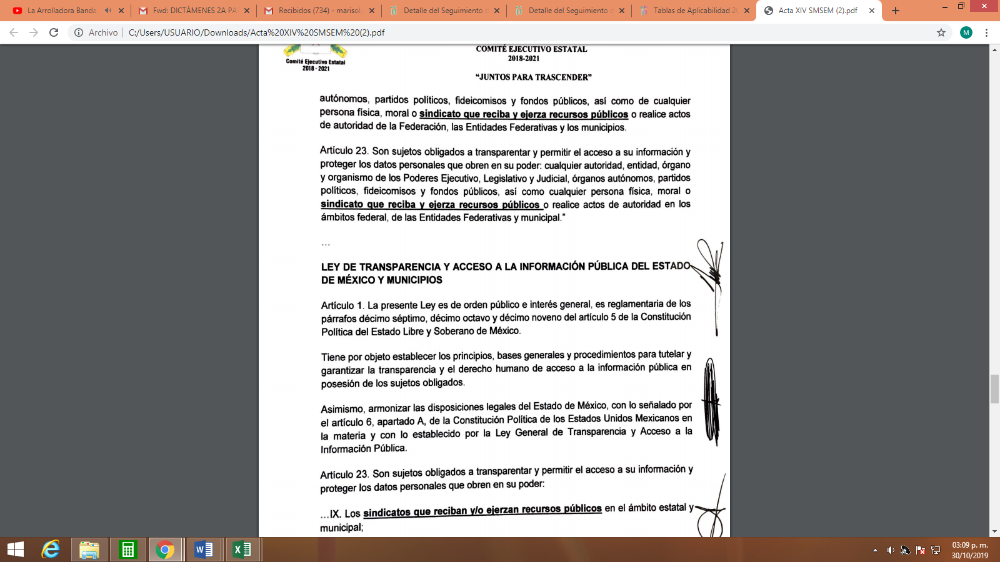 La Arrolladora Banda
Fwd: DICTÁMENES 2A PA
Recibidos (734) - marisol.
Detalle del Seguimiento d
Detalle del Seguimiento d
Tablas de Aplicabilidad 20
Acta XIV SMSEM (2).pdf
Archivo
C:/Users/USUARIO/Downloads/Acta%20XIV%20SMSEM%20(2).pdf
M
Comité Ejecutivo Estatal
2018 - 2021
COMITÉ EJECUTIVO ESTATAL
2018-2021
“JUNTOS PARA TRASCENDER”
autónomos, partidos políticos, fideicomisos y fondos públicos, así como de cualquier
persona física, moral o sindicato que reciba y ejerza recursos públicos o realice actos
de autoridad de la Federación, las Entidades Federativas y los municipios.
Artículo 23. Son sujetos obligados a transparentar y permitir el acceso a su información y
proteger los datos personales que obren en su poder: cualquier autoridad, entidad, órgano
y organismo de los Poderes Ejecutivo, Legislativo y Judicial, órganos autónomos, partidos
políticos, fideicomisos y fondos públicos, así como cualquier persona física, moral o
sindicato que reciba y ejerza recursos públicos o realice actos de autoridad en los
ámbitos federal, de las Entidades Federativas y municipal.”
...
LEY DE TRANSPARENCIA Y ACCESO A LA INFORMACIÓN PÚBLICA DEL ESTADO
DE MÉXICO Y MUNICIPIOS
Artículo 1. La presente Ley es de orden público e interés general, es reglamentaria de los
párrafos décimo séptimo, décimo octavo y décimo noveno del artículo 5 de la Constitución
Política del Estado Libre y Soberano de México.
Tiene por objeto establecer los principios, bases generales y procedimientos para tutelar y
garantizar la transparencia y el derecho humano de acceso a la información pública en
posesión de los sujetos obligados.
Asimismo, armonizar las disposiciones legales del Estado de México, con lo señalado por
el artículo 6, apartado A, de la Constitución Política de los Estados Unidos Mexicanos en
la materia y con lo establecido por la Ley General de Transparencia y Acceso a la
Información Pública.
Artículo 23. Son sujetos obligados a transparentar y permitir el acceso a su información y
proteger los datos personales que obren en su poder:
...IX. Los sindicatos que reciban y/o ejerzan recursos públicos en el ámbito estatal y
municipal;
03:09 p. m.
30/10/2019